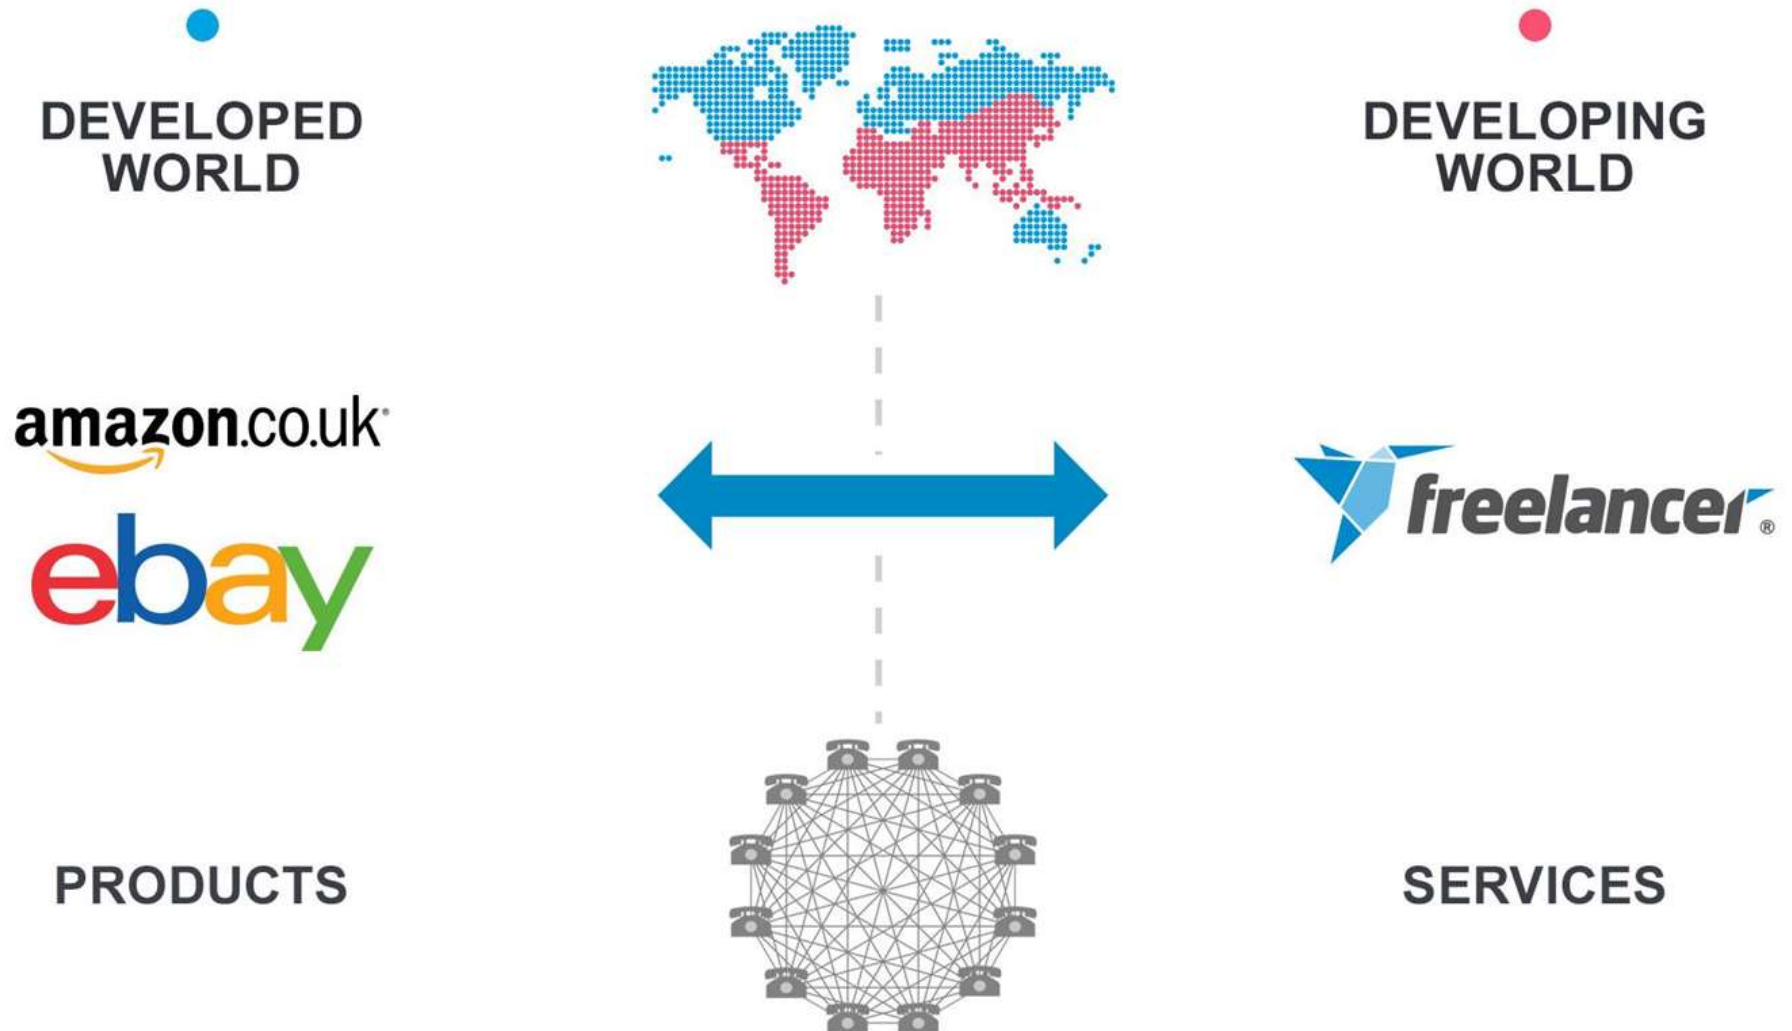 DEVELOPED
WORLD
DEVELOPING
WORLD
amazon.co.uk
ebay
freelancer®
PRODUCTS
SERVICES